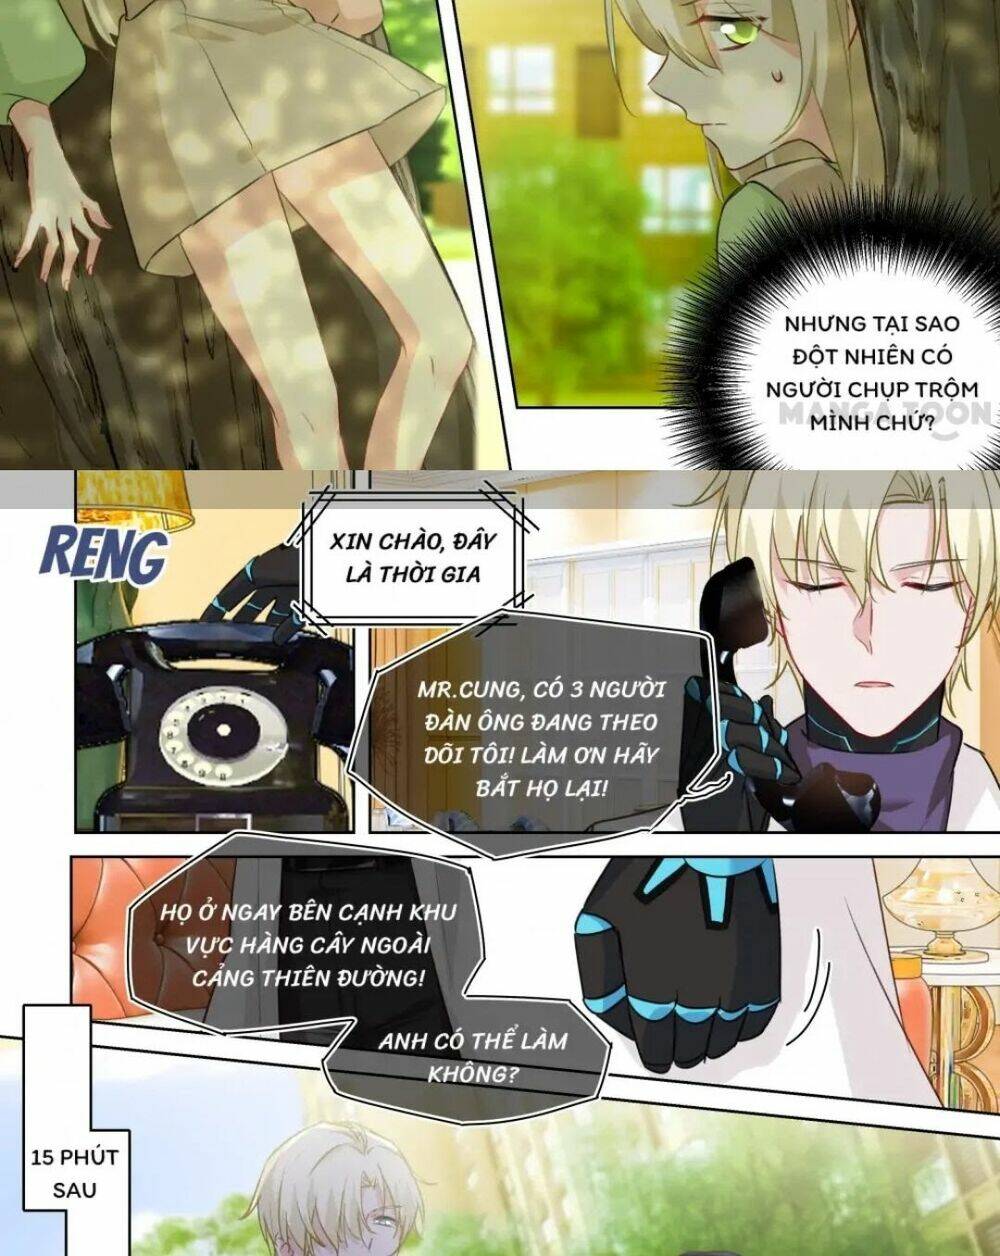 NHƯNG TẠI SAO
ĐỘT NHIÊN CÓ
NGƯỜI CHỤP TRỘM
MÌNH CHỨ?
MANGA TOON
RENG
XIN CHÀO, ĐÂY
LÀ THỜI GIA
MR.CUNG, CÓ 3 NGƯỜI
ĐÀN ÔNG ĐANG THEO
DÕI TÔI! LÀM ƠN HÃY
BẮT HỌ LẠI!
HỌ Ở NGAY BÊN CẠNH KHU
VỰC HÀNG CÂY NGOÀI
CẢNG THIÊN ĐƯỜNG!
ANH CÓ THỂ LÀM
KHÔNG?
15 PHÚT
SAU